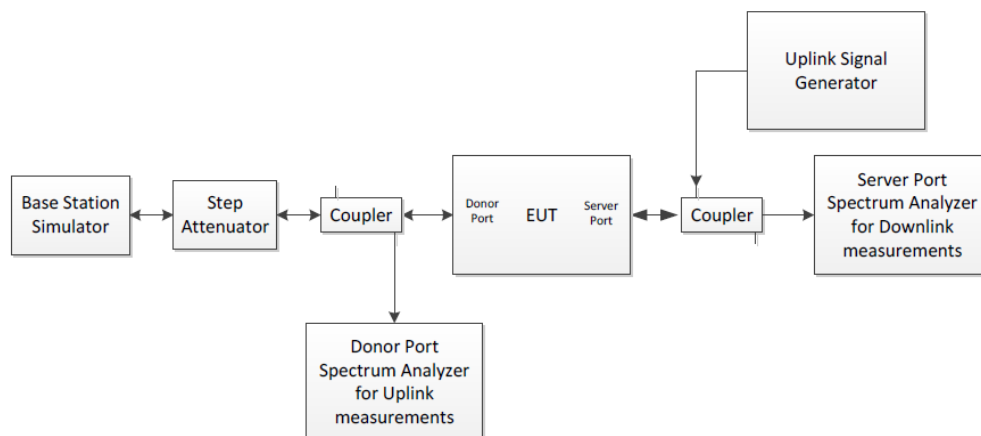 Uplink Signal
Generator
Base Station
Simulator
Step
Attenuator
Coupler
Donor
Port
EUT
Server
Port
Coupler
Server Port
Spectrum Analyzer
for Downlink
measurements
Donor Port
Spectrum Analyzer
for Uplink
measurements